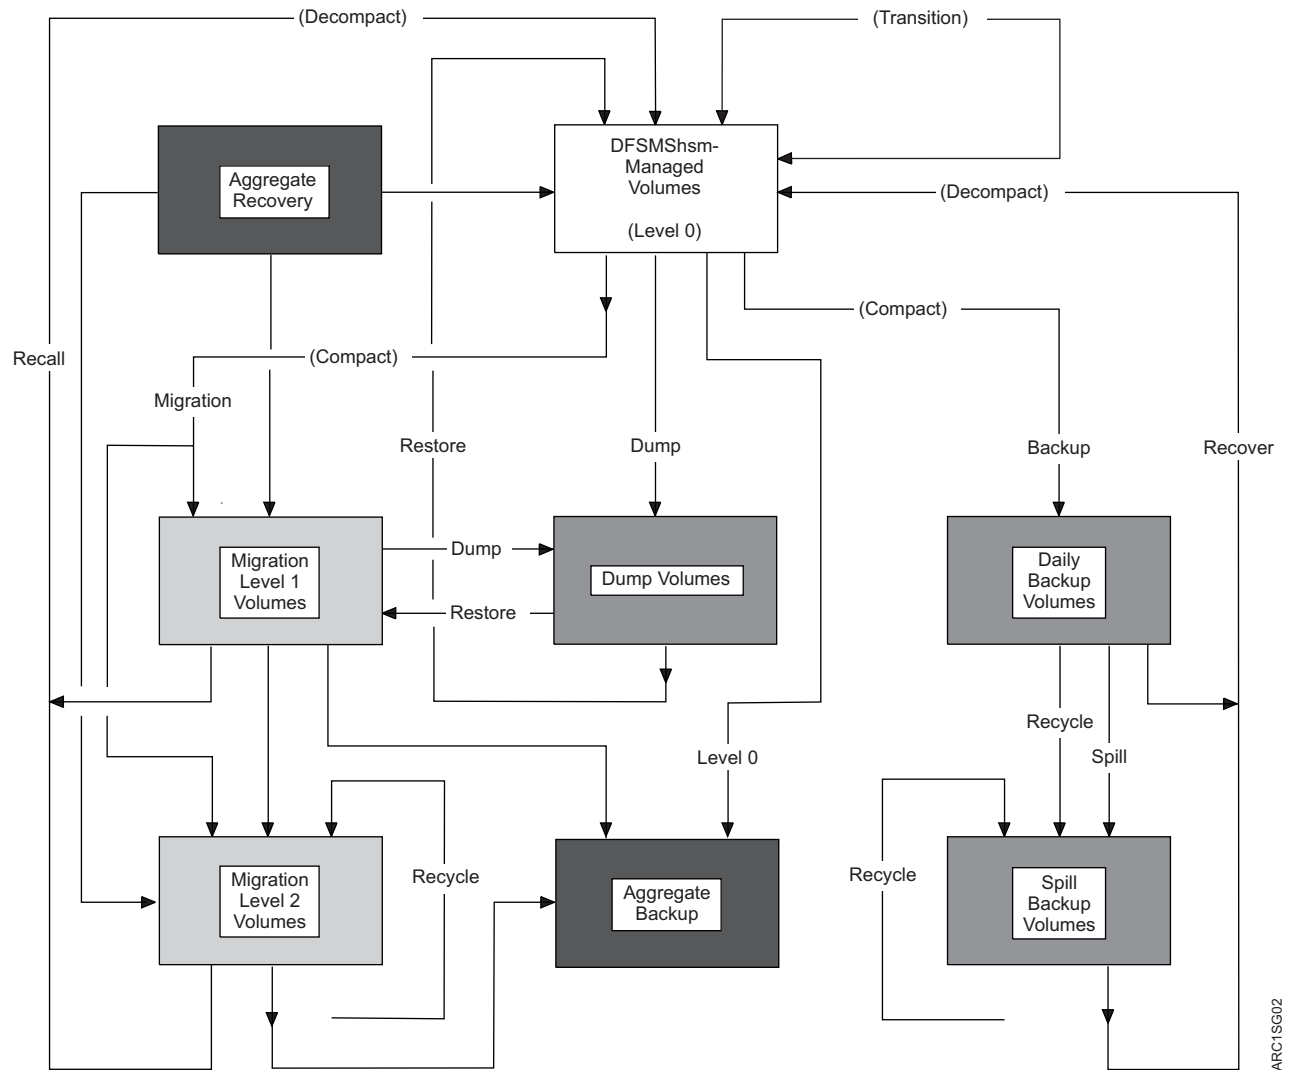 (Decompact)
(Transition)
DFSMShsm-
Managed
Volumes
(Level 0)
Aggregate
Recovery
(Decompact)
(Compact)
Recall
(Compact)
Migration
Restore
Dump
Backup
Recover
Migration
Level 1
Volumes
Dump
Restore
Dump Volumes
Daily
Backup
Volumes
Recycle
Spill
Level 0
Migration
Level 2
Volumes
Recycle
Aggregate
Backup
Recycle
Spill
Backup
Volumes
ARC1SG02